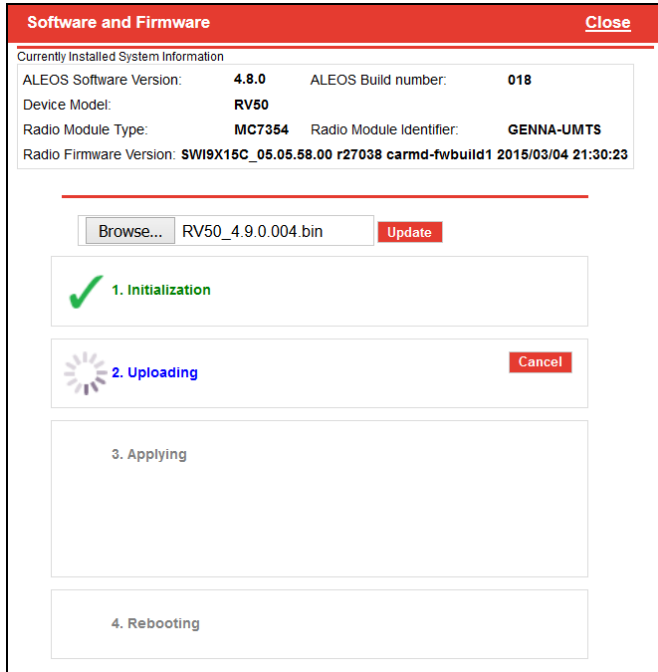 Software and Firmware Close
Currently Installed System Information
ALEOS Software Version: 4.8.0 ALEOS Build number: 018
Device Model: RV50
Radio Module Type: MC7354 Radio Module Identifier: GENNA-UMTS
Radio Firmware Version: SWI9X15C_05.05.58.00 r27038 carmd-fwbuild1 2015/03/04 21:30:23
Browse... RV50_4.9.0.004.bin Update
1. Initialization
2. Uploading Cancel
3. Applying
4. Rebooting